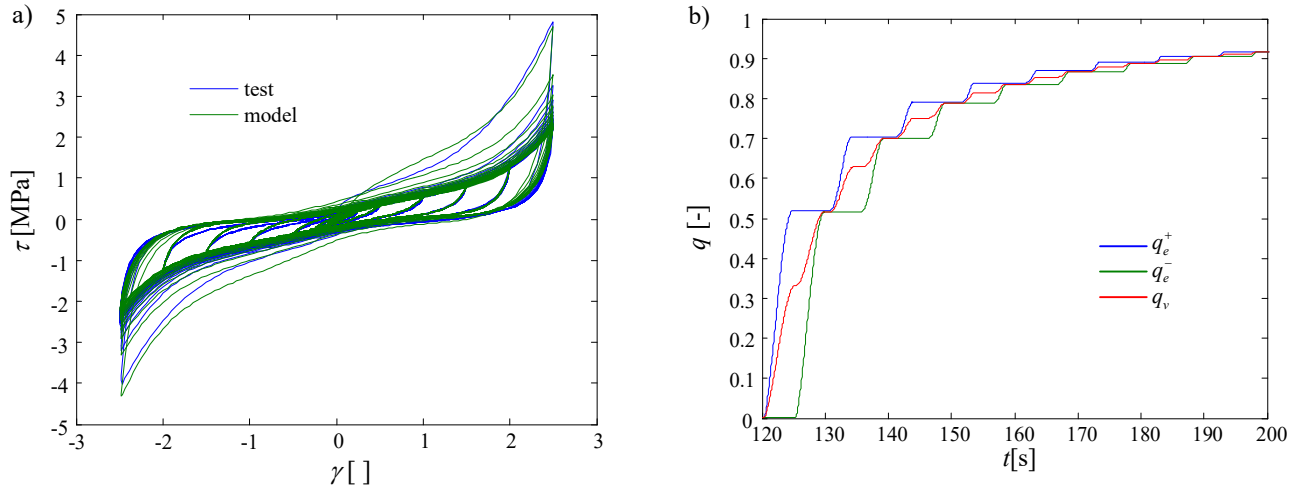 a)
τ [MPa]
5
4
3
2
1
0
-1
-2
-3
-4
-5
test
model
-3 -2 -1 0 1 2 3
γ [ ]
b)
q [-]
1
0.9
0.8
0.7
0.6
0.5
0.4
0.3
0.2
0.1
0
q_e^+
q_e^-
q_v
120 130 140 150 160 170 180 190 200
t[s]